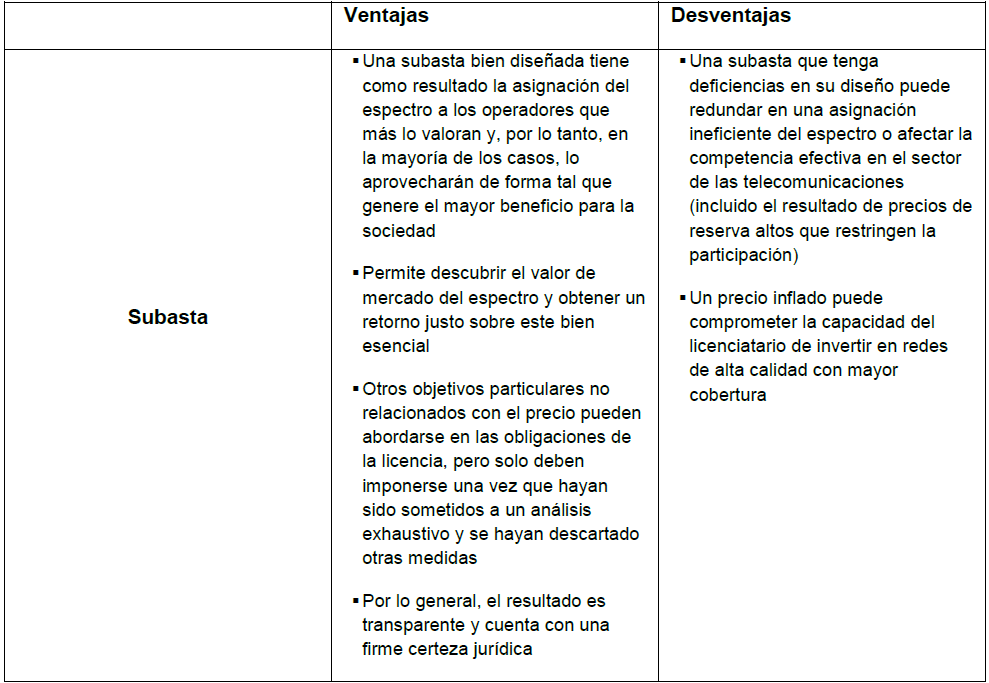 Ventajas
Desventajas
Subasta
▪ Una subasta bien diseñada tiene
como resultado la asignación del
espectro a los operadores que
más lo valoran y, por lo tanto, en
la mayoría de los casos, lo
aprovecharán de forma tal que
genere el mayor beneficio para la
sociedad
▪ Permite descubrir el valor de
mercado del espectro y obtener un
retorno justo sobre este bien
esencial
▪ Otros objetivos particulares no
relacionados con el precio pueden
abordarse en las obligaciones de
la licencia, pero solo deben
imponerse una vez que hayan
sido sometidos a un análisis
exhaustivo y se hayan descartado
otras medidas
▪ Por lo general, el resultado es
transparente y cuenta con una
firme certeza jurídica
▪ Una subasta que tenga
deficiencias en su diseño puede
redundar en una asignación
ineficiente del espectro o afectar la
competencia efectiva en el sector
de las telecomunicaciones
(incluido el resultado de precios de
reserva altos que restringen la
participación)
▪ Un precio inflado puede
comprometer la capacidad del
licenciatario de invertir en redes
de alta calidad con mayor
cobertura